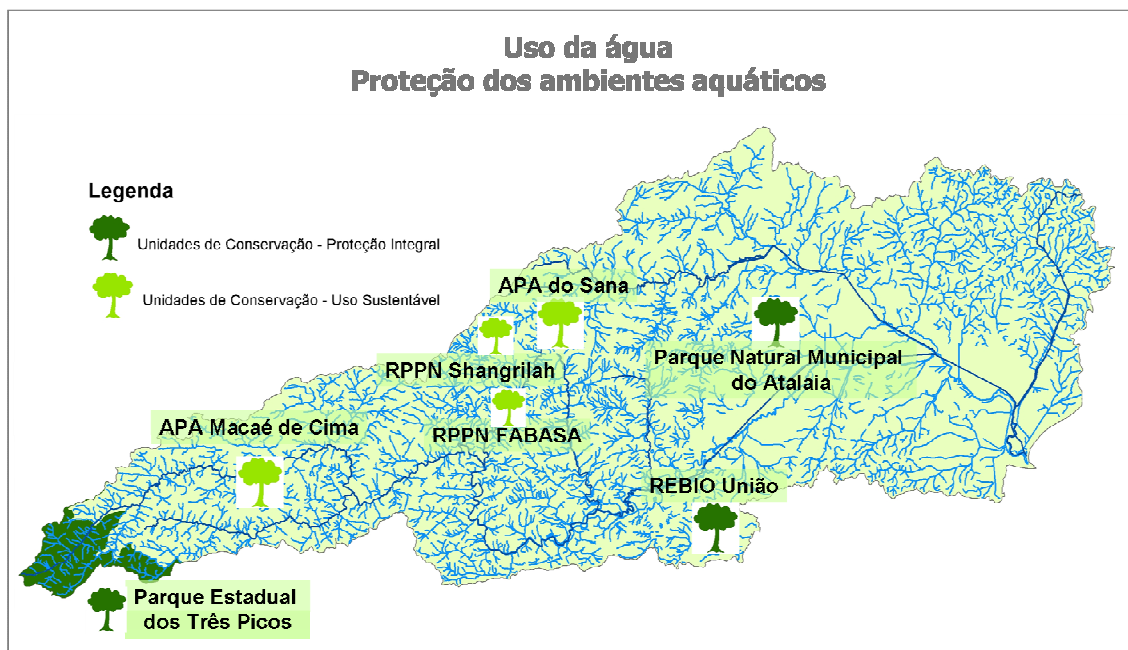 Uso da água
Proteção dos ambientes aquáticos
Legenda
Unidades de Conservação - Proteção Integral
Unidades de Conservação - Uso Sustentável
APA do Sana
RPPN Shangrilah
Parque Natural Municipal
do Atalaia
APA Macaé de Cima
RPPN FABASA
REBIO União
Parque Estadual
dos Três Picos